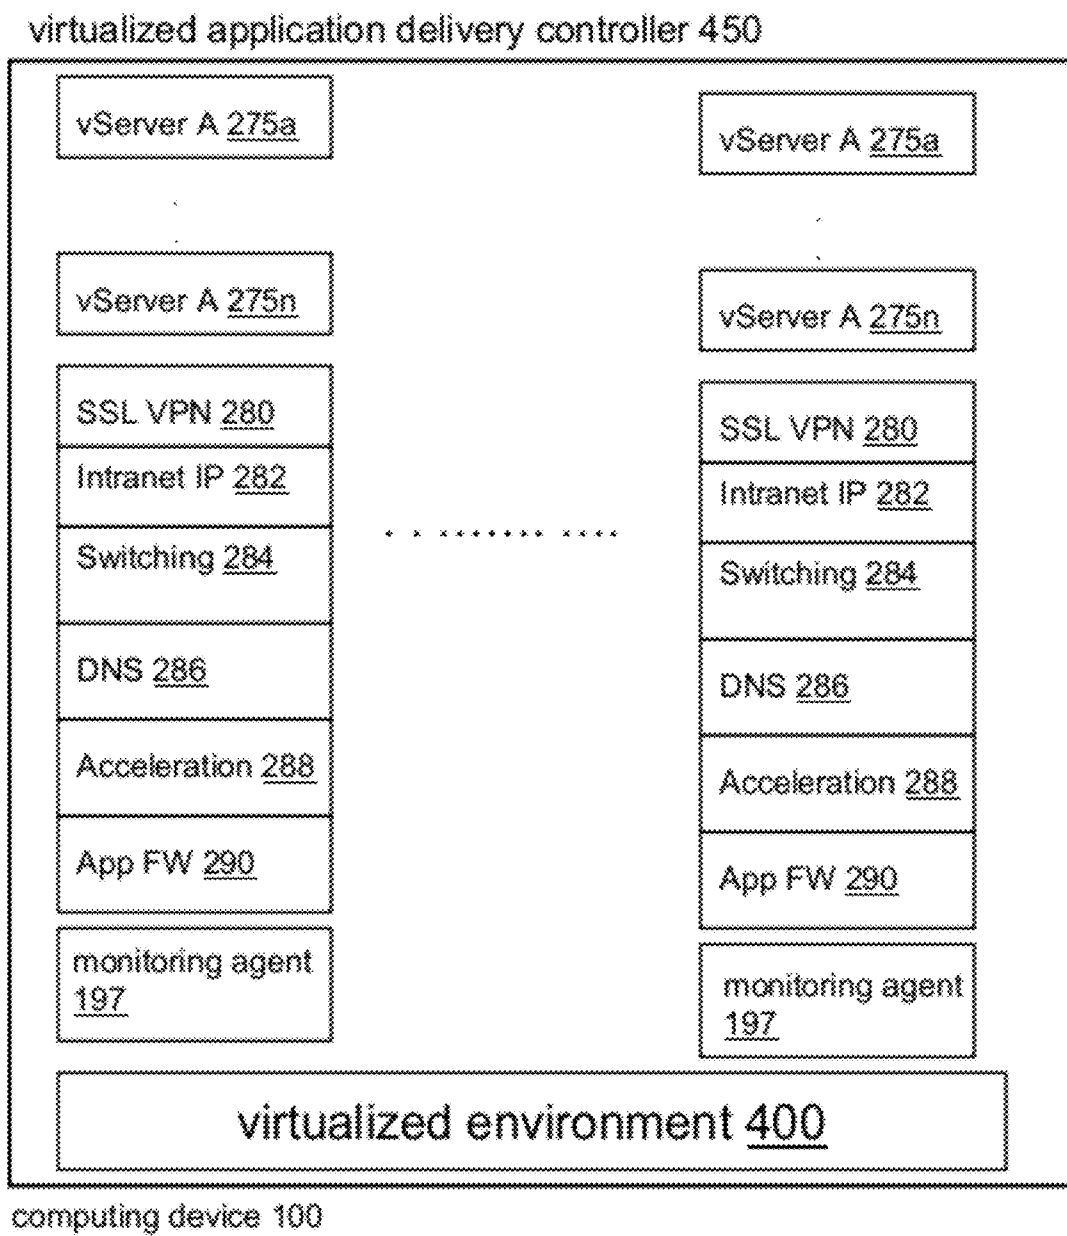 virtualized application delivery controller 450
vServer A 275a
vServer A 275n
SSL VPN 280
Intranet IP 282
Switching 284
DNS 286
Acceleration 288
App FW 290
monitoring agent
197
vServer A 275a
vServer A 275n
SSL VPN 280
Intranet IP 282
Switching 284
DNS 286
Acceleration 288
App FW 290
monitoring agent
197
virtualized environment 400
computing device 100